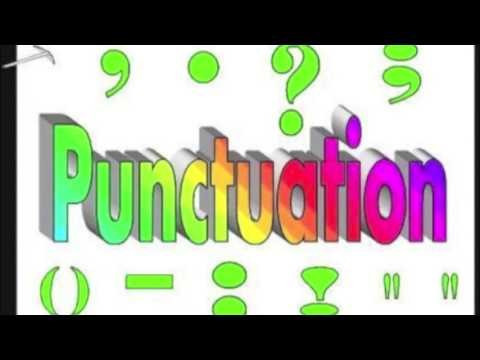 , . ? ;
Punctuation
() - : ! " "